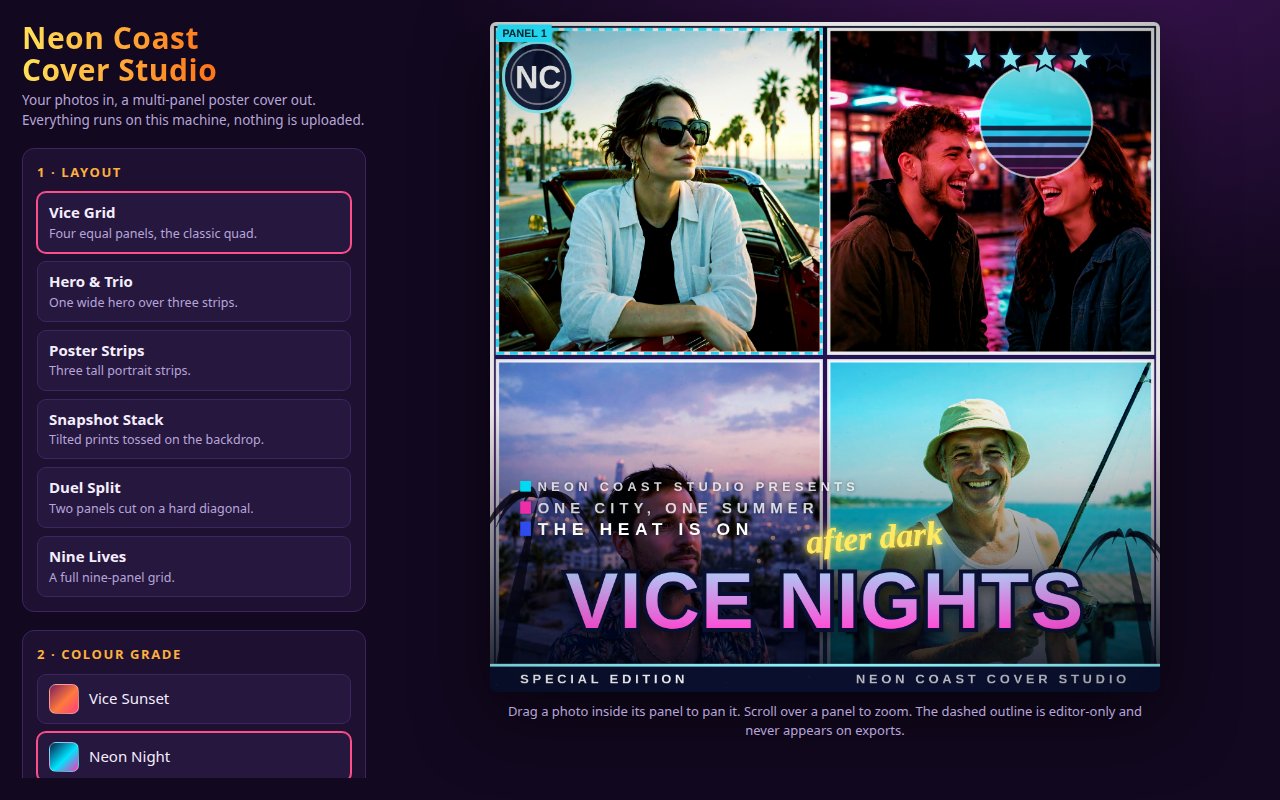 Neon Coast
Cover Studio
Your photos in, a multi-panel poster cover out.
Everything runs on this machine, nothing is uploaded.
1 · LAYOUT
Vice Grid
Four equal panels, the classic quad.
Hero & Trio
One wide hero over three strips.
Poster Strips
Three tall portrait strips.
Snapshot Stack
Tilted prints tossed on the backdrop.
Duel Split
Two panels cut on a hard diagonal.
Nine Lives
A full nine-panel grid.
2 · COLOUR GRADE
Vice Sunset
Neon Night
PANEL 1
NC
NEON COAST STUDIO PRESENTS
ONE CITY, ONE SUMMER
THE HEAT IS ON
after dark
VICE NIGHTS
SPECIAL EDITION
NEON COAST COVER STUDIO
Drag a photo inside its panel to pan it. Scroll over a panel to zoom. The dashed outline is editor-only and
never appears on exports.